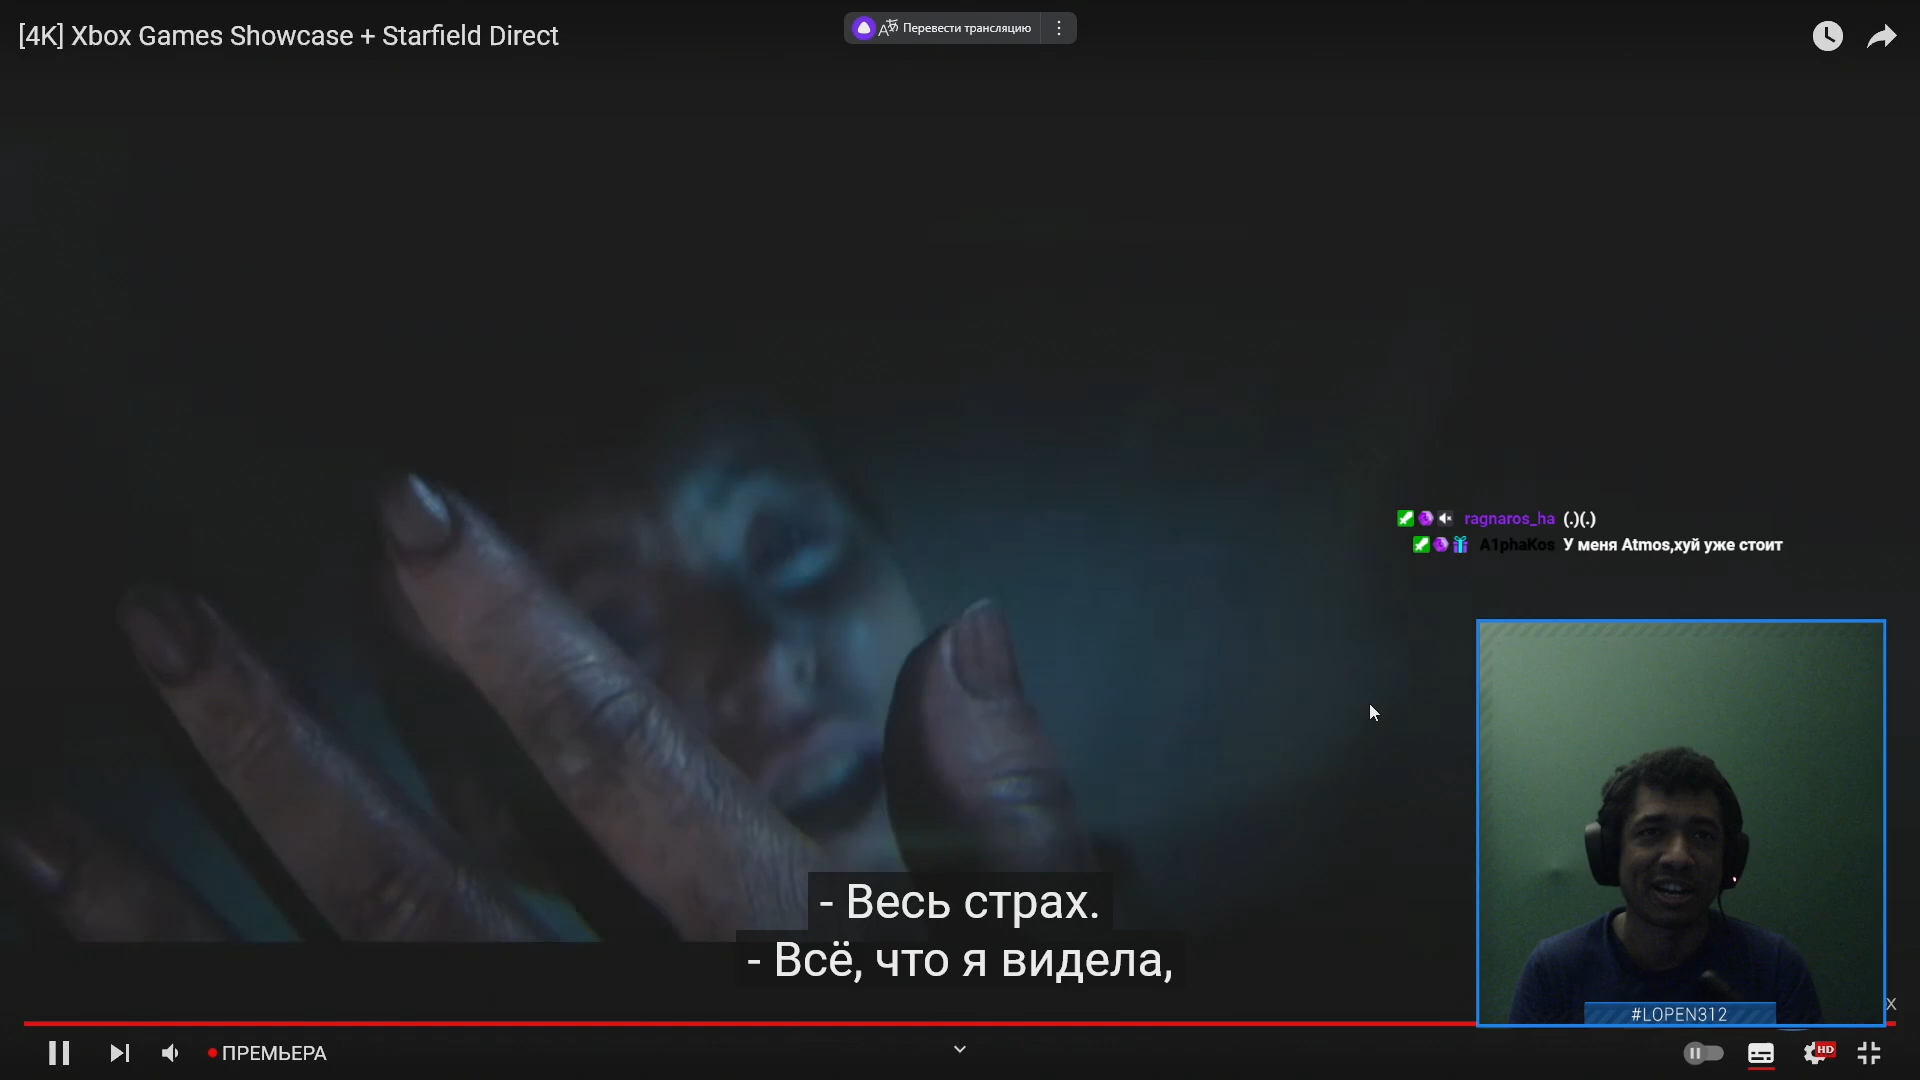 [4K] Xbox Games Showcase + Starfield Direct
Перевести трансляцию
ragnaros_ha (.)(.)
A1phaKos У меня Atmos,хуй уже стоит
- Весь страх.
- Всё, что я видела,
#LOPEN312
X
ПРЕМЬЕРА
HD